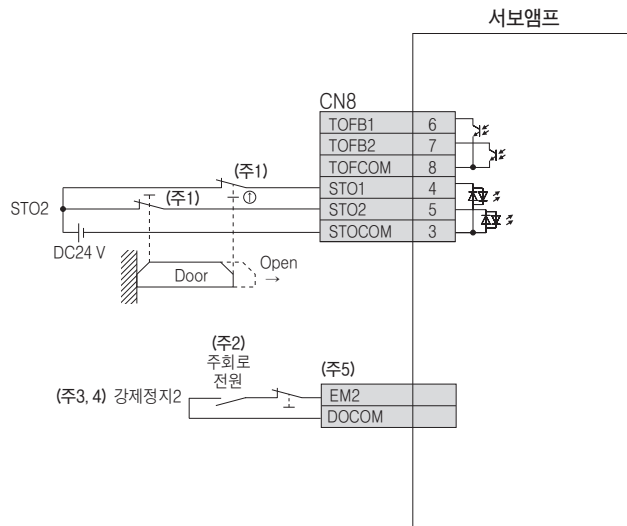 서보앰프
CN8
TOFB1 6
TOFB2 7
TOFCOM 8
(주1)
STO1 4
(주1)
STO2
STO2 5
STOCOM 3
DC24 V
Door
Open
→
(주2)
주회로
전원
(주5)
(주3, 4) 강제정지2
EM2
DOCOM